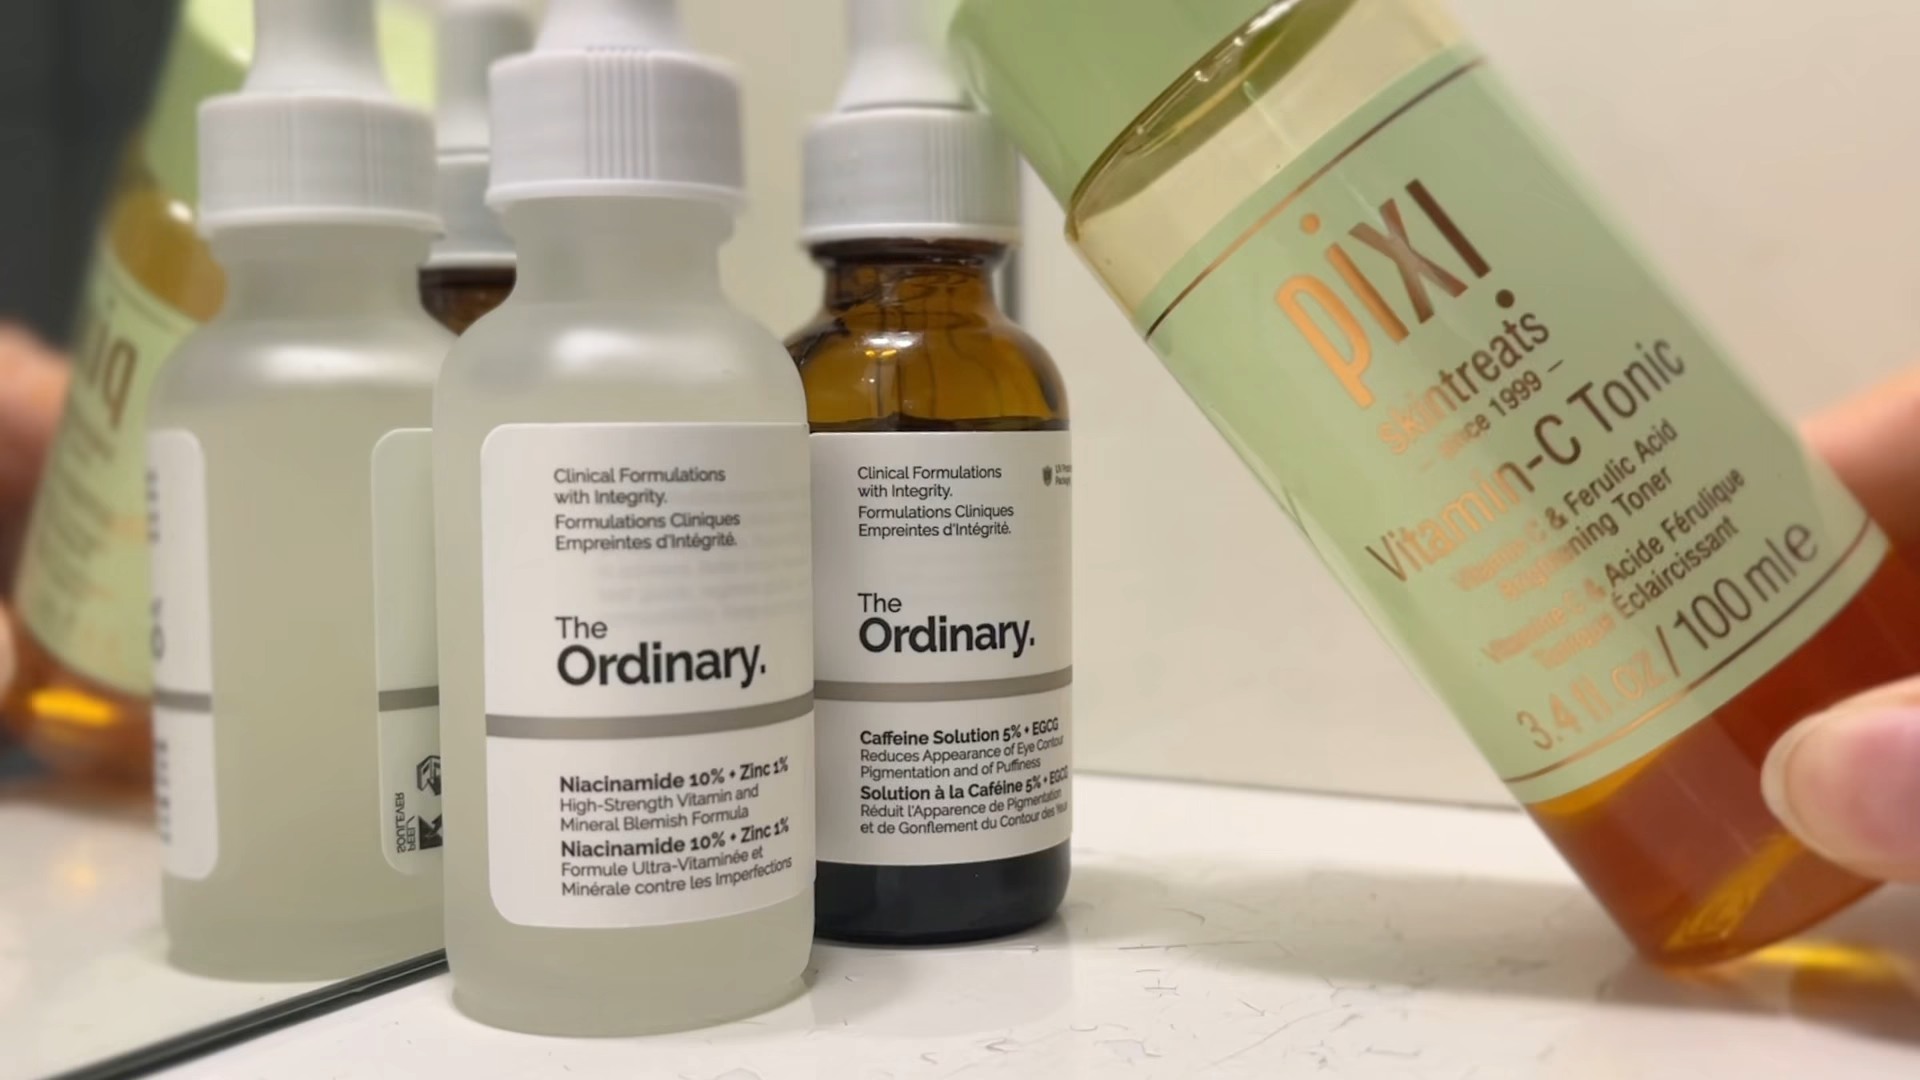 Clinical Formulations
with Integrity.
Formulations Cliniques
Empreintes d'Intégrité.
The
Ordinary.
Niacinamide 10% + Zinc 1%
High-Strength Vitamin and
Mineral Blemish Formula
Niacinamide 10% + Zinc 1%
Formule Ultra-Vitaminée et
Minérale contre les Imperfections
Clinical Formulations
with Integrity.
Formulations Cliniques
Empreintes d'Intégrité.
The
Ordinary.
Caffeine Solution 5% + EGCG
Reduces Appearance of Eye Contour
Pigmentation and of Puffiness
Solution à la Caféine 5% + EGCG
Réduit l'Apparence de Pigmentation
et de Gonflement du Contour des Yeux
pixi
skintreats
– since 1999 –
Vitamin-C Tonic
Vitamin C & Ferulic Acid
Brightening Toner
Vitamine C & Acide Férulique
Tonique Éclaircissant
3.4 fl.oz / 100 ml e
SOULEVER
PEEL